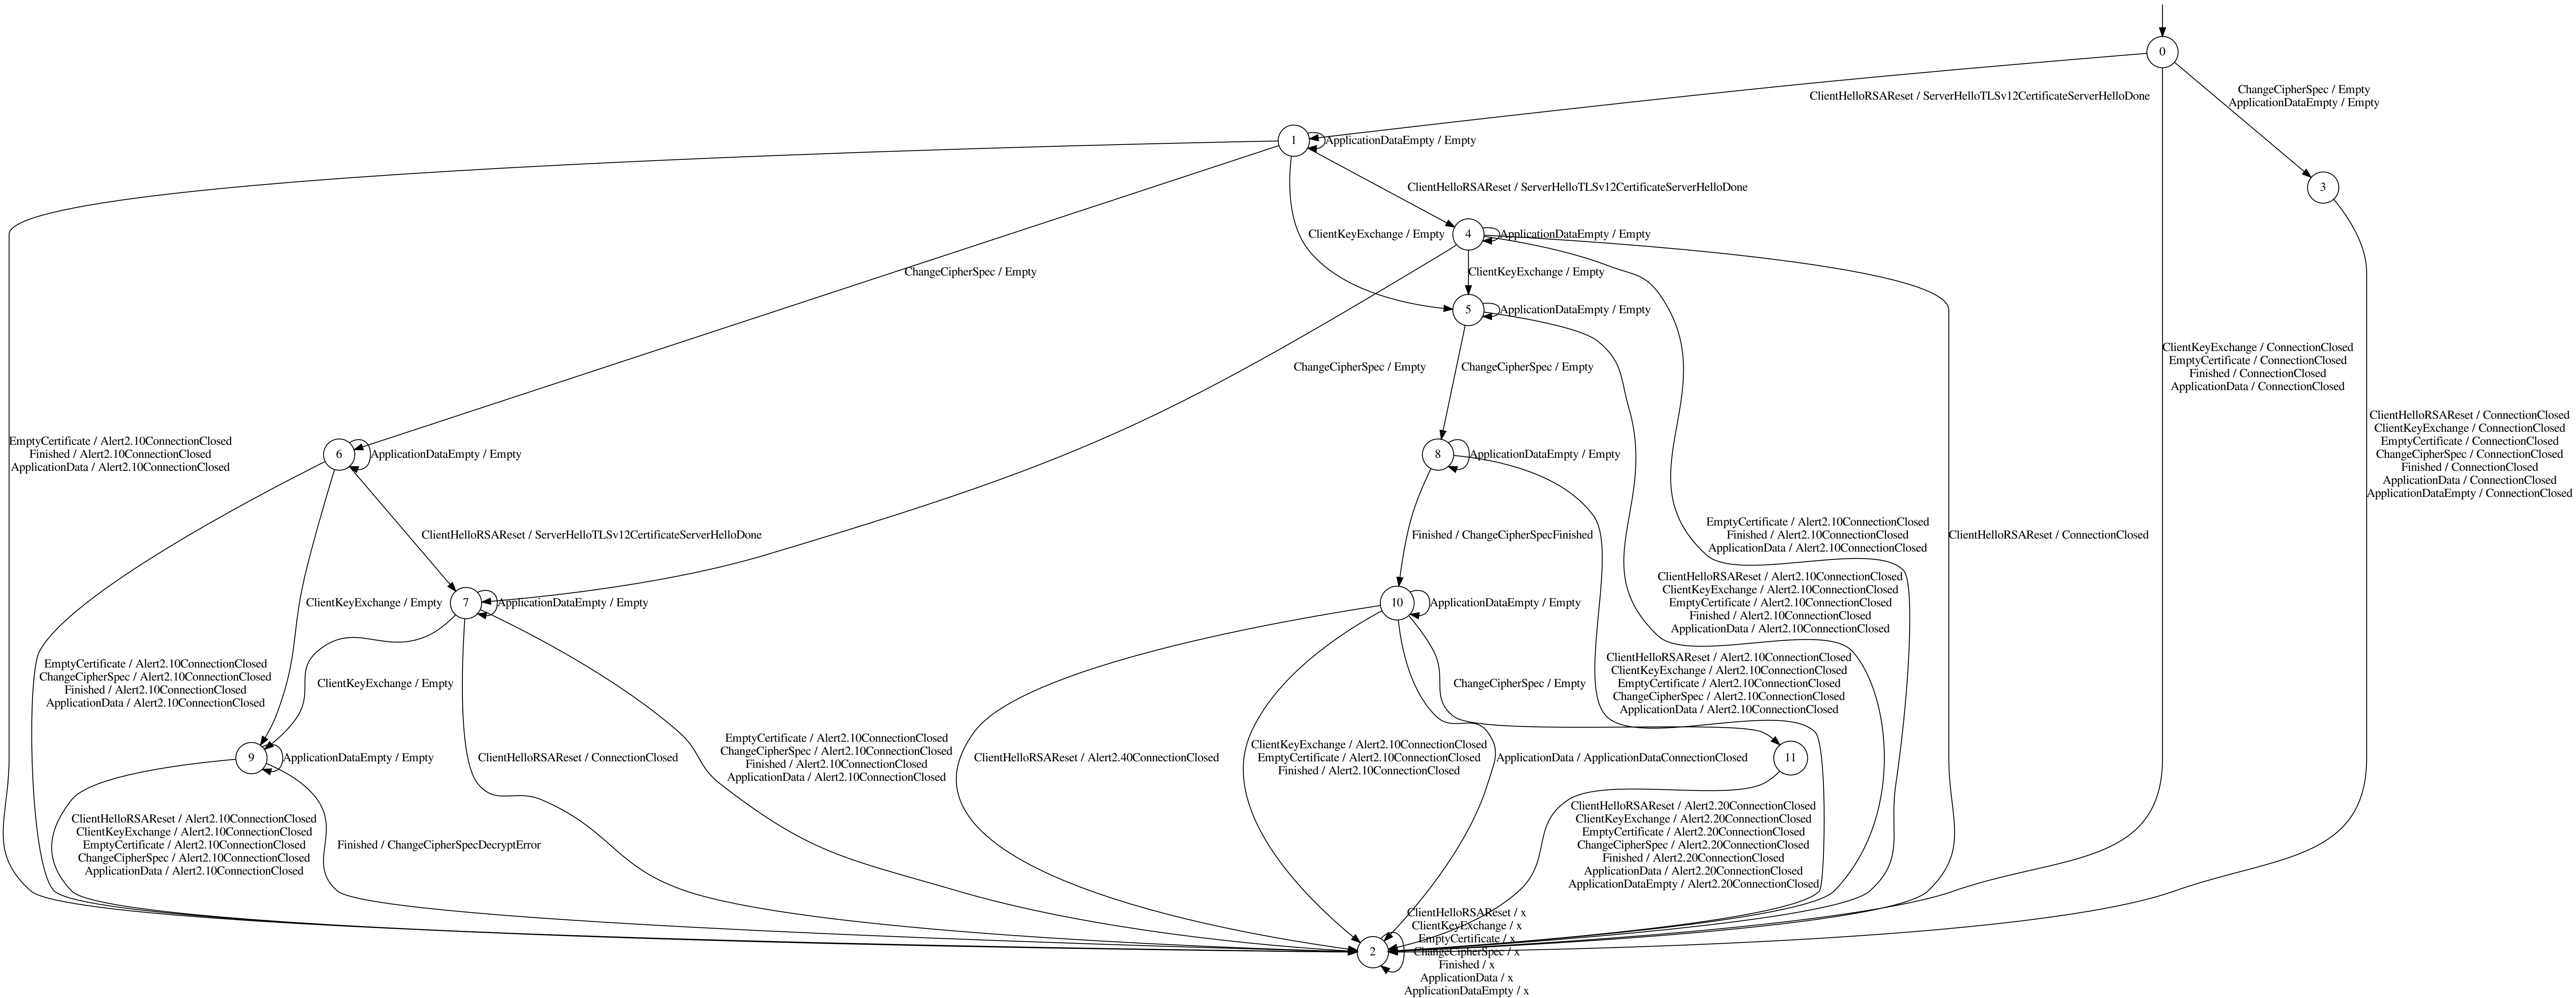 0
ClientHelloRSAReset / ServerHelloTLSv12CertificateServerHelloDone
ChangeCipherSpec / Empty
ApplicationDataEmpty / Empty
1
ApplicationDataEmpty / Empty
3
ClientHelloRSAReset / ServerHelloTLSv12CertificateServerHelloDone
ClientKeyExchange / Empty
4
ApplicationDataEmpty / Empty
ChangeCipherSpec / Empty
ClientKeyExchange / Empty
5
ApplicationDataEmpty / Empty
ClientKeyExchange / ConnectionClosed
EmptyCertificate / ConnectionClosed
Finished / ConnectionClosed
ApplicationData / ConnectionClosed
ChangeCipherSpec / Empty
ChangeCipherSpec / Empty
ClientHelloRSAReset / ConnectionClosed
ClientKeyExchange / ConnectionClosed
EmptyCertificate / ConnectionClosed
ChangeCipherSpec / ConnectionClosed
Finished / ConnectionClosed
ApplicationData / ConnectionClosed
ApplicationDataEmpty / ConnectionClosed
EmptyCertificate / Alert2.10ConnectionClosed
Finished / Alert2.10ConnectionClosed
ApplicationData / Alert2.10ConnectionClosed
6
ApplicationDataEmpty / Empty
8
ApplicationDataEmpty / Empty
ClientHelloRSAReset / ServerHelloTLSv12CertificateServerHelloDone
Finished / ChangeCipherSpecFinished
EmptyCertificate / Alert2.10ConnectionClosed
Finished / Alert2.10ConnectionClosed
ApplicationData / Alert2.10ConnectionClosed
ClientHelloRSAReset / ConnectionClosed
ClientKeyExchange / Empty
7
ApplicationDataEmpty / Empty
10
ApplicationDataEmpty / Empty
ClientHelloRSAReset / Alert2.10ConnectionClosed
ClientKeyExchange / Alert2.10ConnectionClosed
EmptyCertificate / Alert2.10ConnectionClosed
Finished / Alert2.10ConnectionClosed
ApplicationData / Alert2.10ConnectionClosed
EmptyCertificate / Alert2.10ConnectionClosed
ChangeCipherSpec / Alert2.10ConnectionClosed
Finished / Alert2.10ConnectionClosed
ApplicationData / Alert2.10ConnectionClosed
ClientKeyExchange / Empty
ChangeCipherSpec / Empty
ClientHelloRSAReset / Alert2.10ConnectionClosed
ClientKeyExchange / Alert2.10ConnectionClosed
EmptyCertificate / Alert2.10ConnectionClosed
ChangeCipherSpec / Alert2.10ConnectionClosed
ApplicationData / Alert2.10ConnectionClosed
9
ApplicationDataEmpty / Empty
ClientHelloRSAReset / ConnectionClosed
EmptyCertificate / Alert2.10ConnectionClosed
ChangeCipherSpec / Alert2.10ConnectionClosed
Finished / Alert2.10ConnectionClosed
ApplicationData / Alert2.10ConnectionClosed
ClientHelloRSAReset / Alert2.40ConnectionClosed
ClientKeyExchange / Alert2.10ConnectionClosed
EmptyCertificate / Alert2.10ConnectionClosed
Finished / Alert2.10ConnectionClosed
ApplicationData / ApplicationDataConnectionClosed
11
ClientHelloRSAReset / Alert2.10ConnectionClosed
ClientKeyExchange / Alert2.10ConnectionClosed
EmptyCertificate / Alert2.10ConnectionClosed
ChangeCipherSpec / Alert2.10ConnectionClosed
ApplicationData / Alert2.10ConnectionClosed
Finished / ChangeCipherSpecDecryptError
ClientHelloRSAReset / Alert2.20ConnectionClosed
ClientKeyExchange / Alert2.20ConnectionClosed
EmptyCertificate / Alert2.20ConnectionClosed
ChangeCipherSpec / Alert2.20ConnectionClosed
Finished / Alert2.20ConnectionClosed
ApplicationData / Alert2.20ConnectionClosed
ApplicationDataEmpty / Alert2.20ConnectionClosed
2
ClientHelloRSAReset / x
ClientKeyExchange / x
EmptyCertificate / x
ChangeCipherSpec / x
Finished / x
ApplicationData / x
ApplicationDataEmpty / x